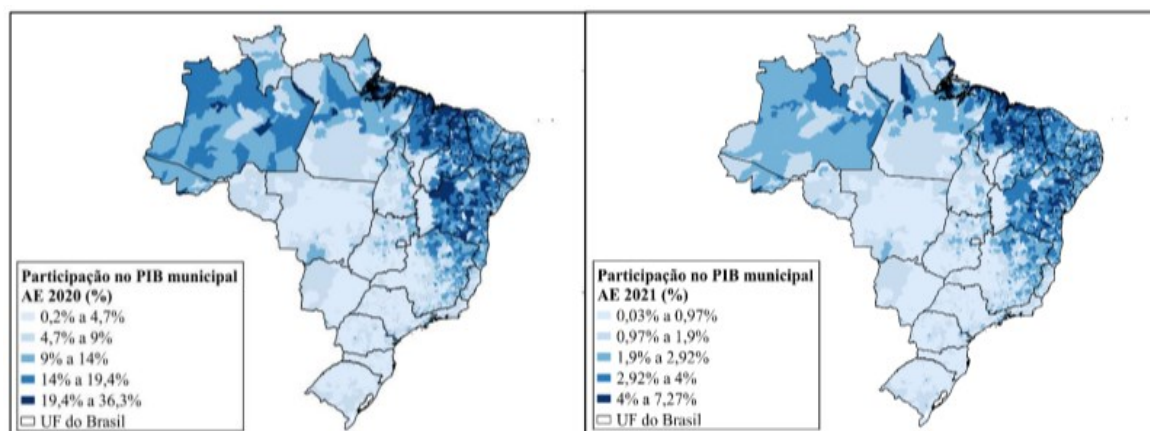 Participação no PIB municipal
AE 2020 (%)
0,2% a 4,7%
4,7% a 9%
9% a 14%
14% a 19,4%
19,4% a 36,3%
UF do Brasil
Participação no PIB municipal
AE 2021 (%)
0,03% a 0,97%
0,97% a 1,9%
1,9% a 2,92%
2,92% a 4%
4% a 7,27%
UF do Brasil